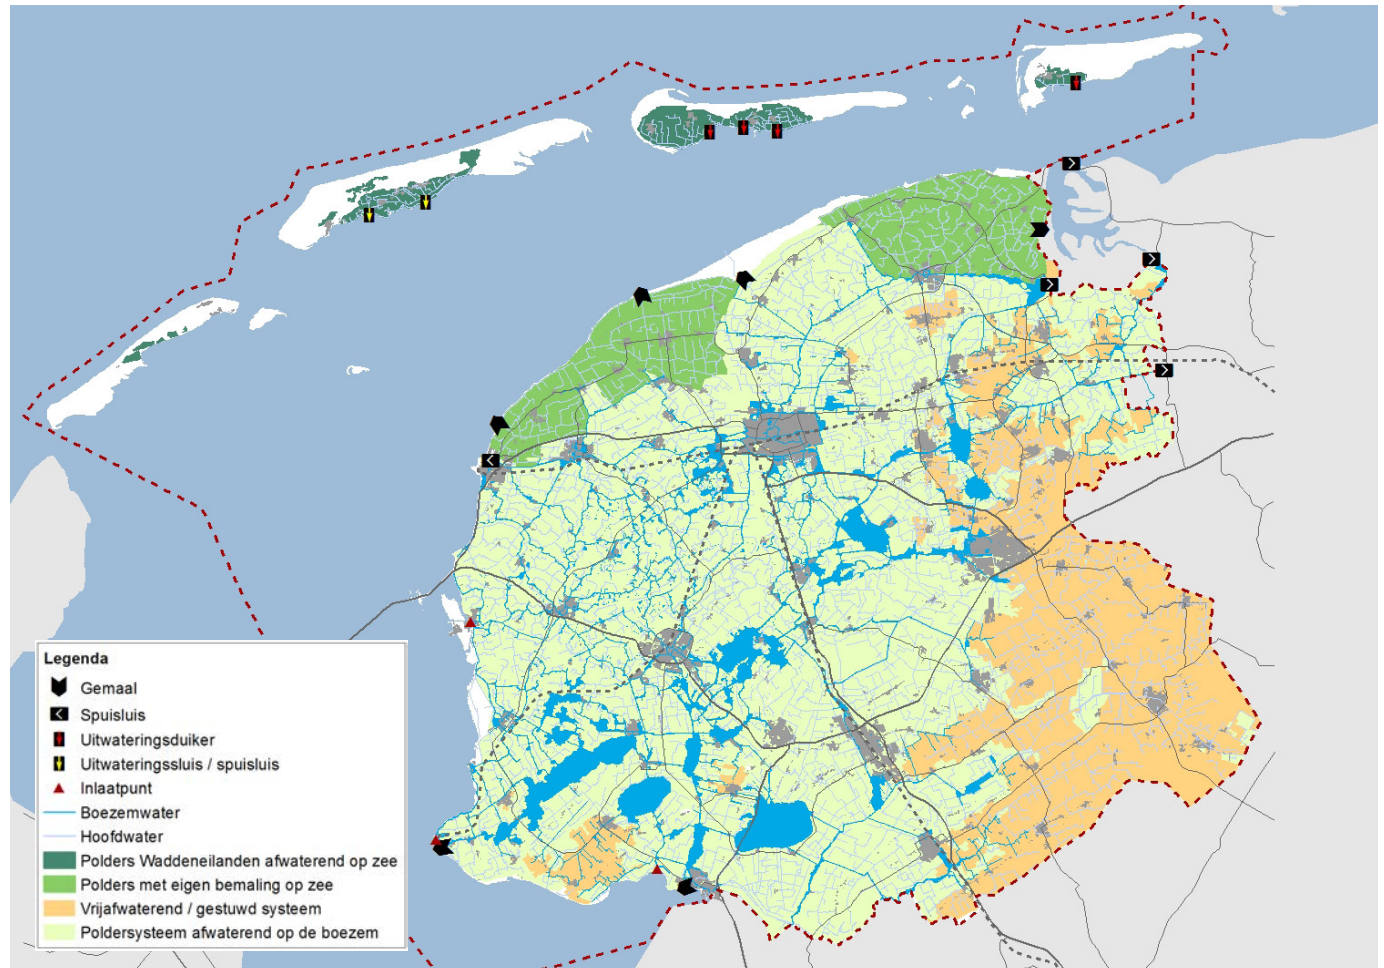 Legenda
Gemaal
Spuisluis
Uitwateringsduiker
Uitwateringssluis / spuisluis
Inlaatpunt
Boezemwater
Hoofdwater
Polders Waddeneilanden afwaterend op zee
Polders met eigen bemaling op zee
Vrijafwaterend / gestuwd systeem
Poldersysteem afwaterend op de boezem